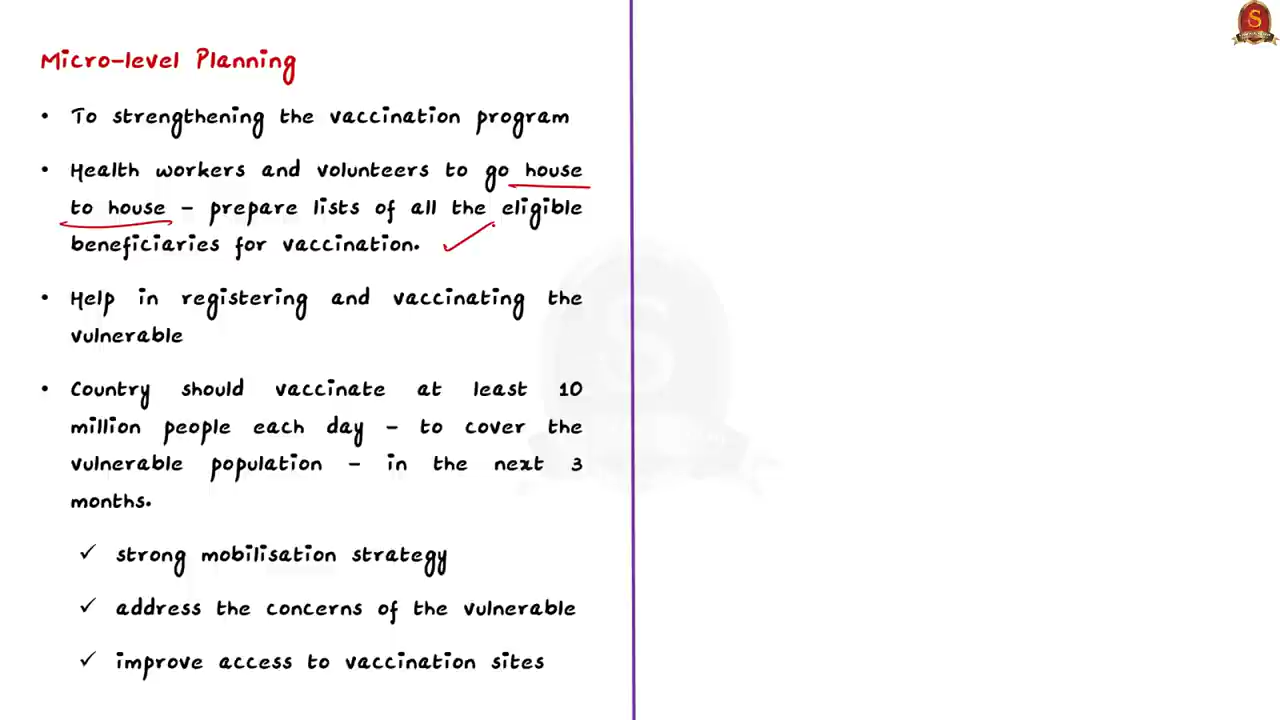 Micro-level Planning
• To strengthening the vaccination program
• Health workers and volunteers to go house
to house - prepare lists of all the eligible
beneficiaries for vaccination.
• Help in registering and vaccinating the
vulnerable
• Country should vaccinate at least 10
million people each day - to cover the
vulnerable population - in the next 3
months.
✓ strong mobilisation strategy
✓ address the concerns of the vulnerable
✓ improve access to vaccination sites
S
S